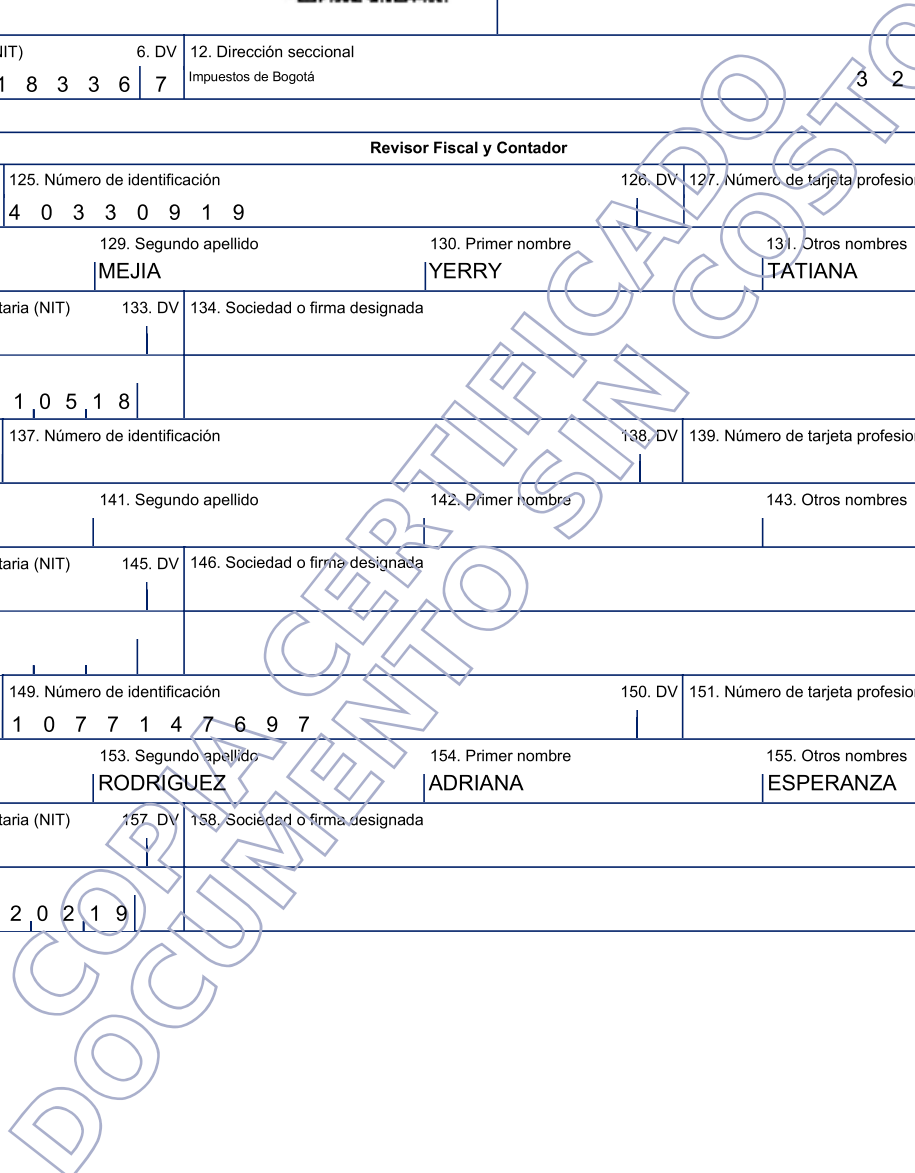 NIT) 6. DV 12. Dirección seccional
1 8 3 3 6 7 Impuestos de Bogotá 3 2
Revisor Fiscal y Contador
125. Número de identificación 126. DV 127. Número de tarjeta profesio
4 0 3 3 0 9 1 9
129. Segundo apellido 130. Primer nombre 131. Otros nombres
MEJIA YERRY TATIANA
taria (NIT) 133. DV 134. Sociedad o firma designada
1 0 5 1 8
137. Número de identificación 138. DV 139. Número de tarjeta profesio
141. Segundo apellido 142. Primer nombre 143. Otros nombres
taria (NIT) 145. DV 146. Sociedad o firma designada
149. Número de identificación 150. DV 151. Número de tarjeta profesio
1 0 7 7 1 4 7 6 9 7
153. Segundo apellido 154. Primer nombre 155. Otros nombres
RODRIGUEZ ADRIANA ESPERANZA
taria (NIT) 157. DV 158. Sociedad o firma designada
2 0 2 1 9
COPIA CERTIFICADO
DOCUMENTO SIN COSTO